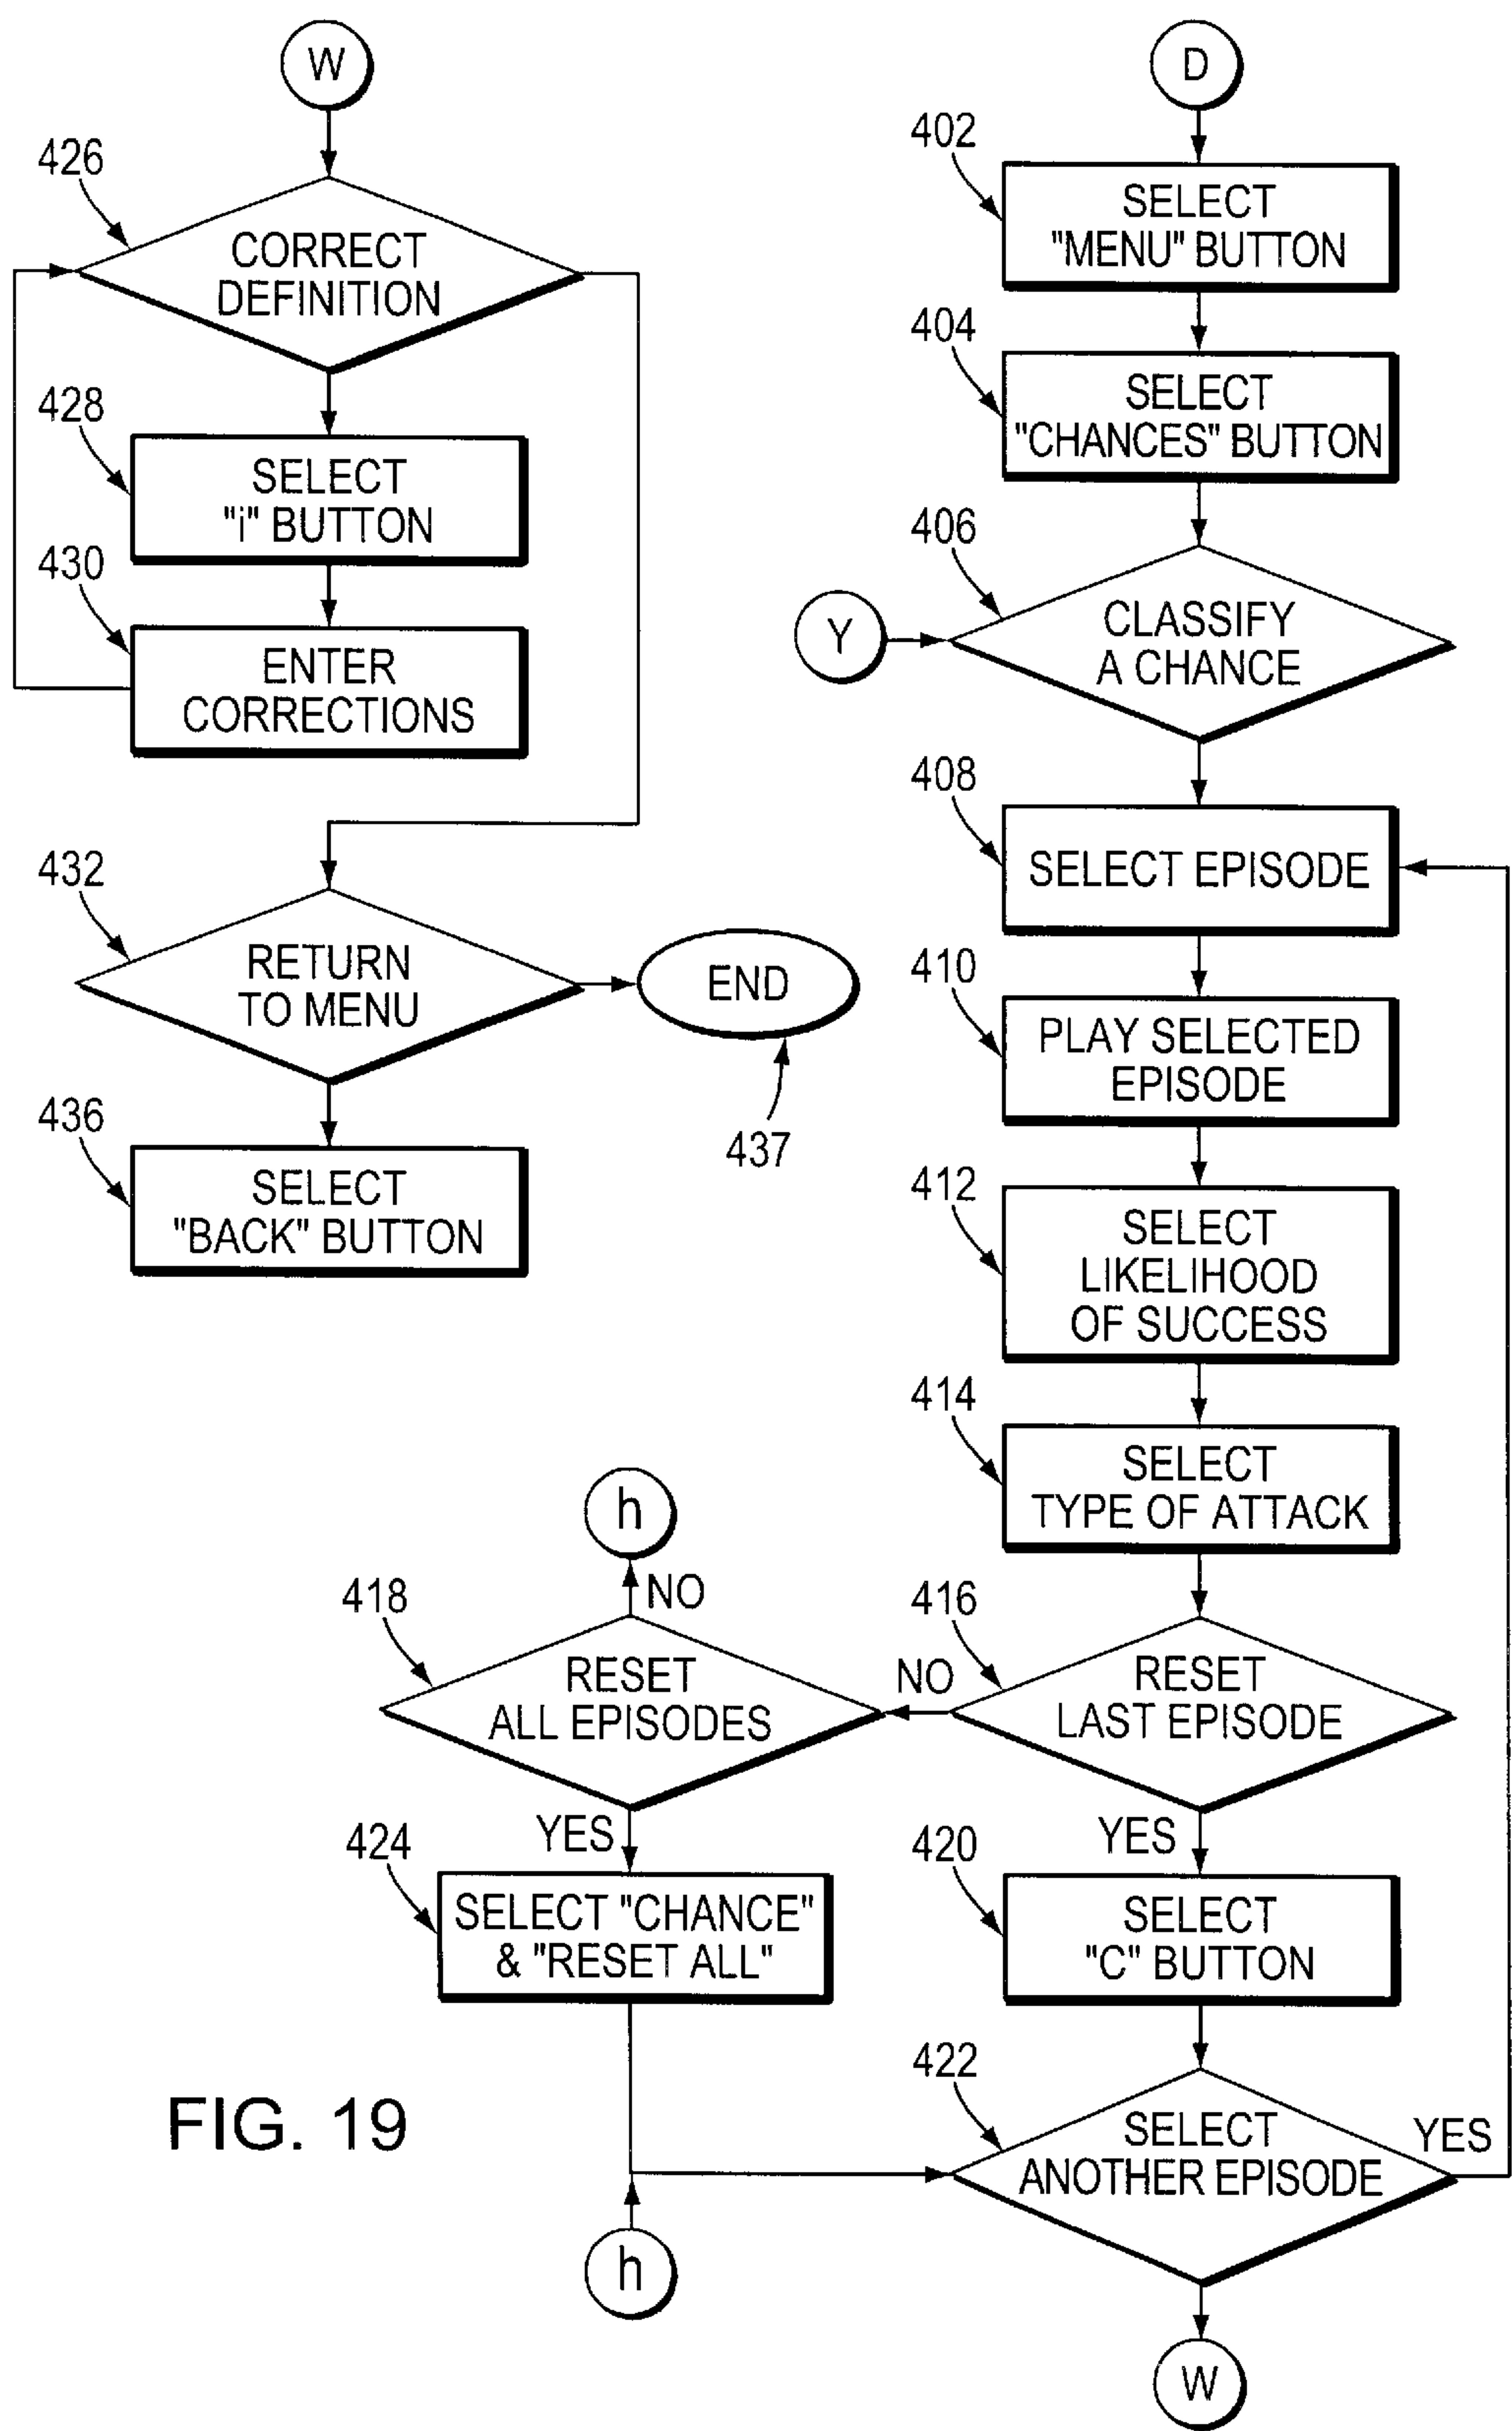 W
426
CORRECT
DEFINITION
428
SELECT
"i" BUTTON
430
ENTER
CORRECTIONS
432
RETURN
TO MENU
END
437
436
SELECT
"BACK" BUTTON
D
402
SELECT
"MENU" BUTTON
404
SELECT
"CHANCES" BUTTON
406
Y
CLASSIFY
A CHANCE
408
SELECT EPISODE
410
PLAY SELECTED
EPISODE
412
SELECT
LIKELIHOOD
OF SUCCESS
414
SELECT
TYPE OF ATTACK
416
RESET
LAST EPISODE
NO
YES
h
NO
418
RESET
ALL EPISODES
YES
424
SELECT "CHANCE"
& "RESET ALL"
420
SELECT
"C" BUTTON
422
SELECT
ANOTHER EPISODE
YES
h
W
FIG. 19